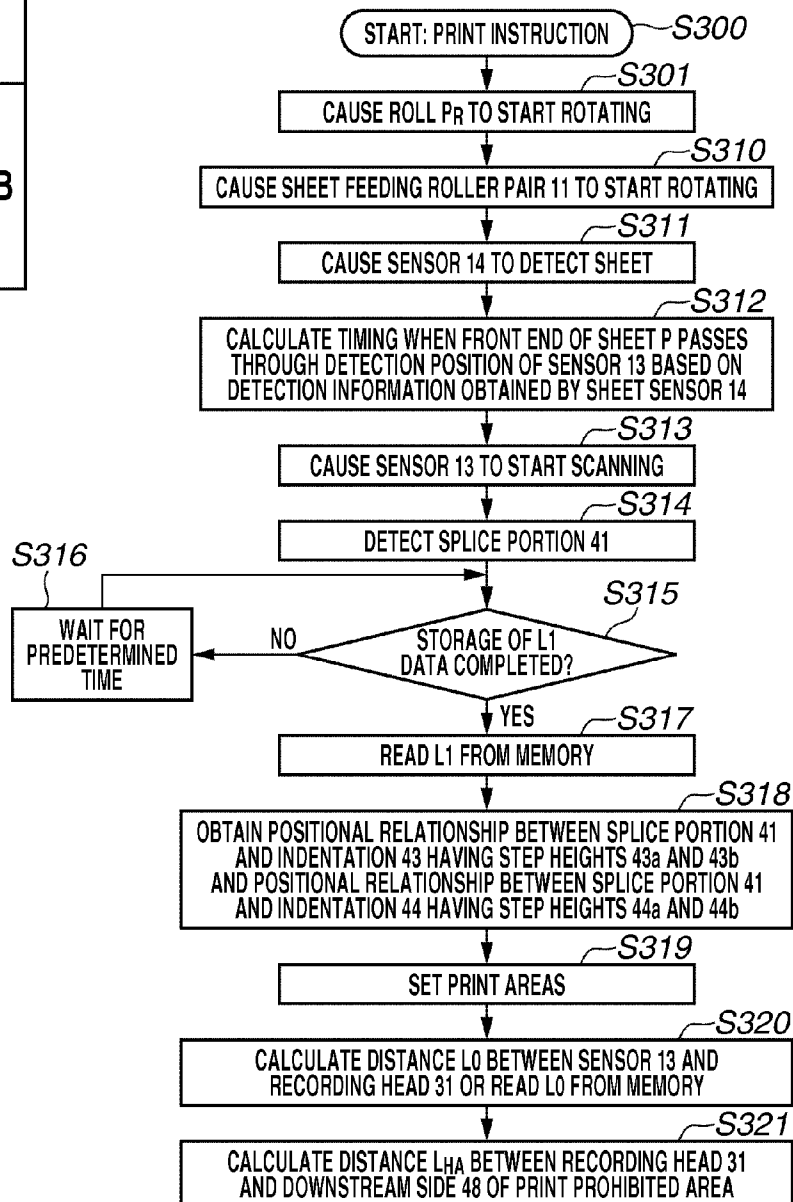 B
START: PRINT INSTRUCTION
S300
S301
CAUSE ROLL PR TO START ROTATING
S310
CAUSE SHEET FEEDING ROLLER PAIR 11 TO START ROTATING
S311
CAUSE SENSOR 14 TO DETECT SHEET
S312
CALCULATE TIMING WHEN FRONT END OF SHEET P PASSES
THROUGH DETECTION POSITION OF SENSOR 13 BASED ON
DETECTION INFORMATION OBTAINED BY SHEET SENSOR 14
S313
CAUSE SENSOR 13 TO START SCANNING
S314
DETECT SPLICE PORTION 41
S316
WAIT FOR
PREDETERMINED
TIME
NO
S315
STORAGE OF L1
DATA COMPLETED?
YES
S317
READ L1 FROM MEMORY
S318
OBTAIN POSITIONAL RELATIONSHIP BETWEEN SPLICE PORTION 41
AND INDENTATION 43 HAVING STEP HEIGHTS 43a AND 43b
AND POSITIONAL RELATIONSHIP BETWEEN SPLICE PORTION 41
AND INDENTATION 44 HAVING STEP HEIGHTS 44a AND 44b
S319
SET PRINT AREAS
S320
CALCULATE DISTANCE L0 BETWEEN SENSOR 13 AND
RECORDING HEAD 31 OR READ L0 FROM MEMORY
S321
CALCULATE DISTANCE LHA BETWEEN RECORDING HEAD 31
AND DOWNSTREAM SIDE 48 OF PRINT PROHIBITED AREA